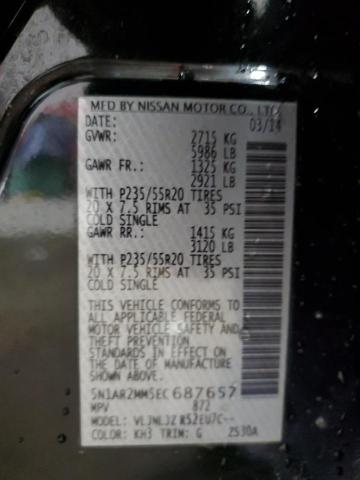 MFD BY NISSAN MOTOR CO., LTD
DATE: 03/14
GVWR: 2715 KG
5986 LB
GAWR FR.: 1325 KG
2921 LB
WITH P235/55R20 TIRES
20 X 7.5 RIMS AT 35 PSI
COLD SINGLE
GAWR RR.: 1415 KG
3120 LB
WITH P235/55R20 TIRES
20 X 7.5 RIMS AT 35 PSI
COLD SINGLE
THIS VEHICLE CONFORMS TO
ALL APPLICABLE FEDERAL
MOTOR VEHICLE SAFETY AND
THEFT PREVENTION
STANDARDS IN EFFECT ON THE
DATE OF MANUFACTURE SHOWN
ABOVE.
5N1AR2MM5EC687657
MPV 872
MODEL: VLJNLJZ R52EU7C--
COLOR: KH3 TRIM: G ZS30A